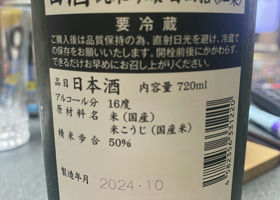 要冷蔵
ご購入後は品質保持の為、直射日光を避け、冷蔵で
の保存をお願いいたします。開栓前後にかかわらず、
できるだけお早めにお召し上がりください。
品目 日本酒 内容量 720ml
アルコール分 16度
原材料名 米(国産)
米こうじ(国産米)
精米歩合 50%
製造年月 2024・10